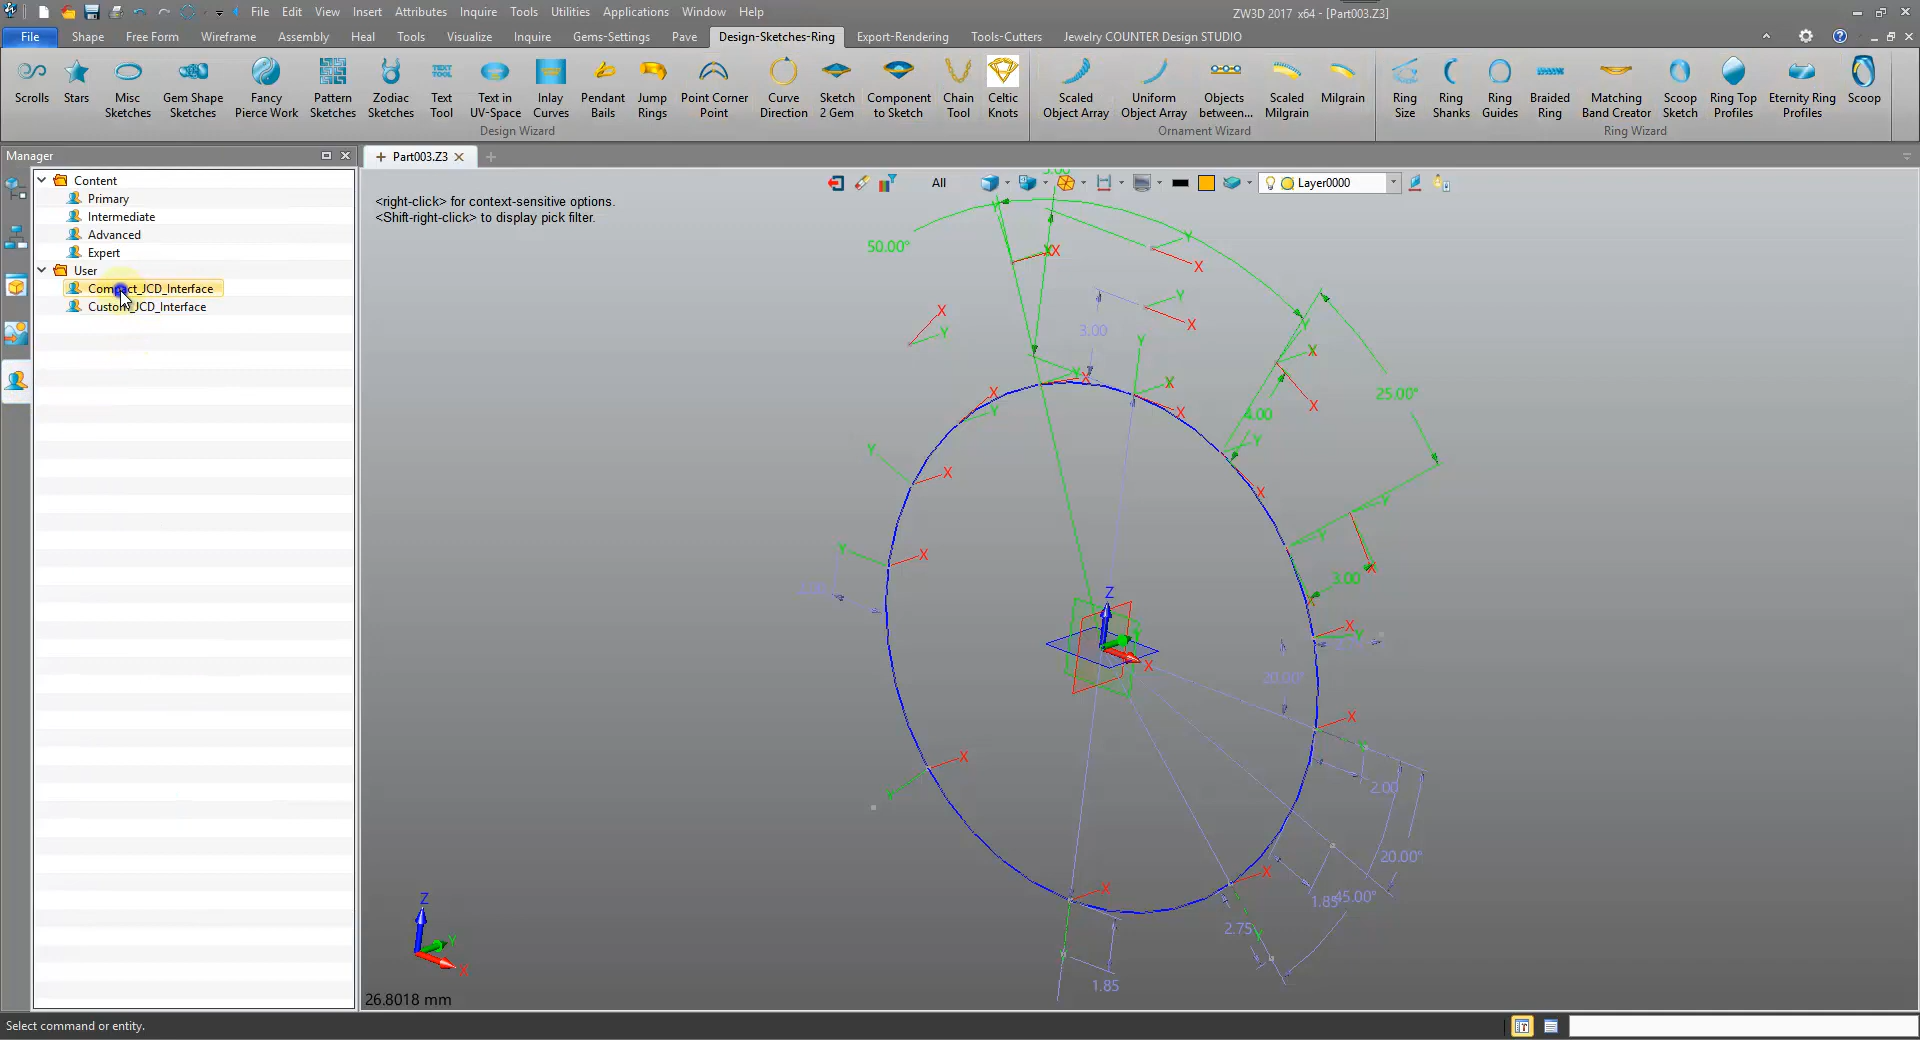 File Edit View Insert Attributes Inquire Tools Utilities Applications Window Help
ZW3D 2017 x64 - [Part003.Z3]
File Shape Free Form Wireframe Assembly Heal Tools Visualize Inquire Gems-Settings Pave Design-Sketches-Ring Export-Rendering Tools-Cutters Jewelry COUNTER Design STUDIO
TEXT TOOL
Scrolls Stars Misc Sketches Gem Shape Sketches Fancy Pierce Work Pattern Sketches Zodiac Sketches Text Tool Text in UV-Space Inlay Curves Pendant Bails Jump Rings Point Corner Point Curve Direction Sketch 2 Gem Component to Sketch Chain Tool Celtic Knots
Scaled Object Array Uniform Object Array Objects between... Scaled Milgrain Milgrain
Ring Size Ring Shanks Ring Guides Braided Ring Matching Band Creator Scoop Sketch Ring Top Profiles Eternity Ring Profiles Scoop
Design Wizard Ornament Wizard Ring Wizard
Manager
Part003.Z3
Content
Primary
Intermediate
Advanced
Expert
User
Compact_JCD_Interface
Custom_JCD_Interface
All
Layer0000
<right-click> for context-sensitive options.
<Shift-right-click> to display pick filter.
50.00°
3.00
25.00°
4.00
3.00
20.00°
2.00
20.00°
1.85
45.00°
2.75
1.85
Z
X
Z
Y
X
26.8018 mm
Select command or entity.